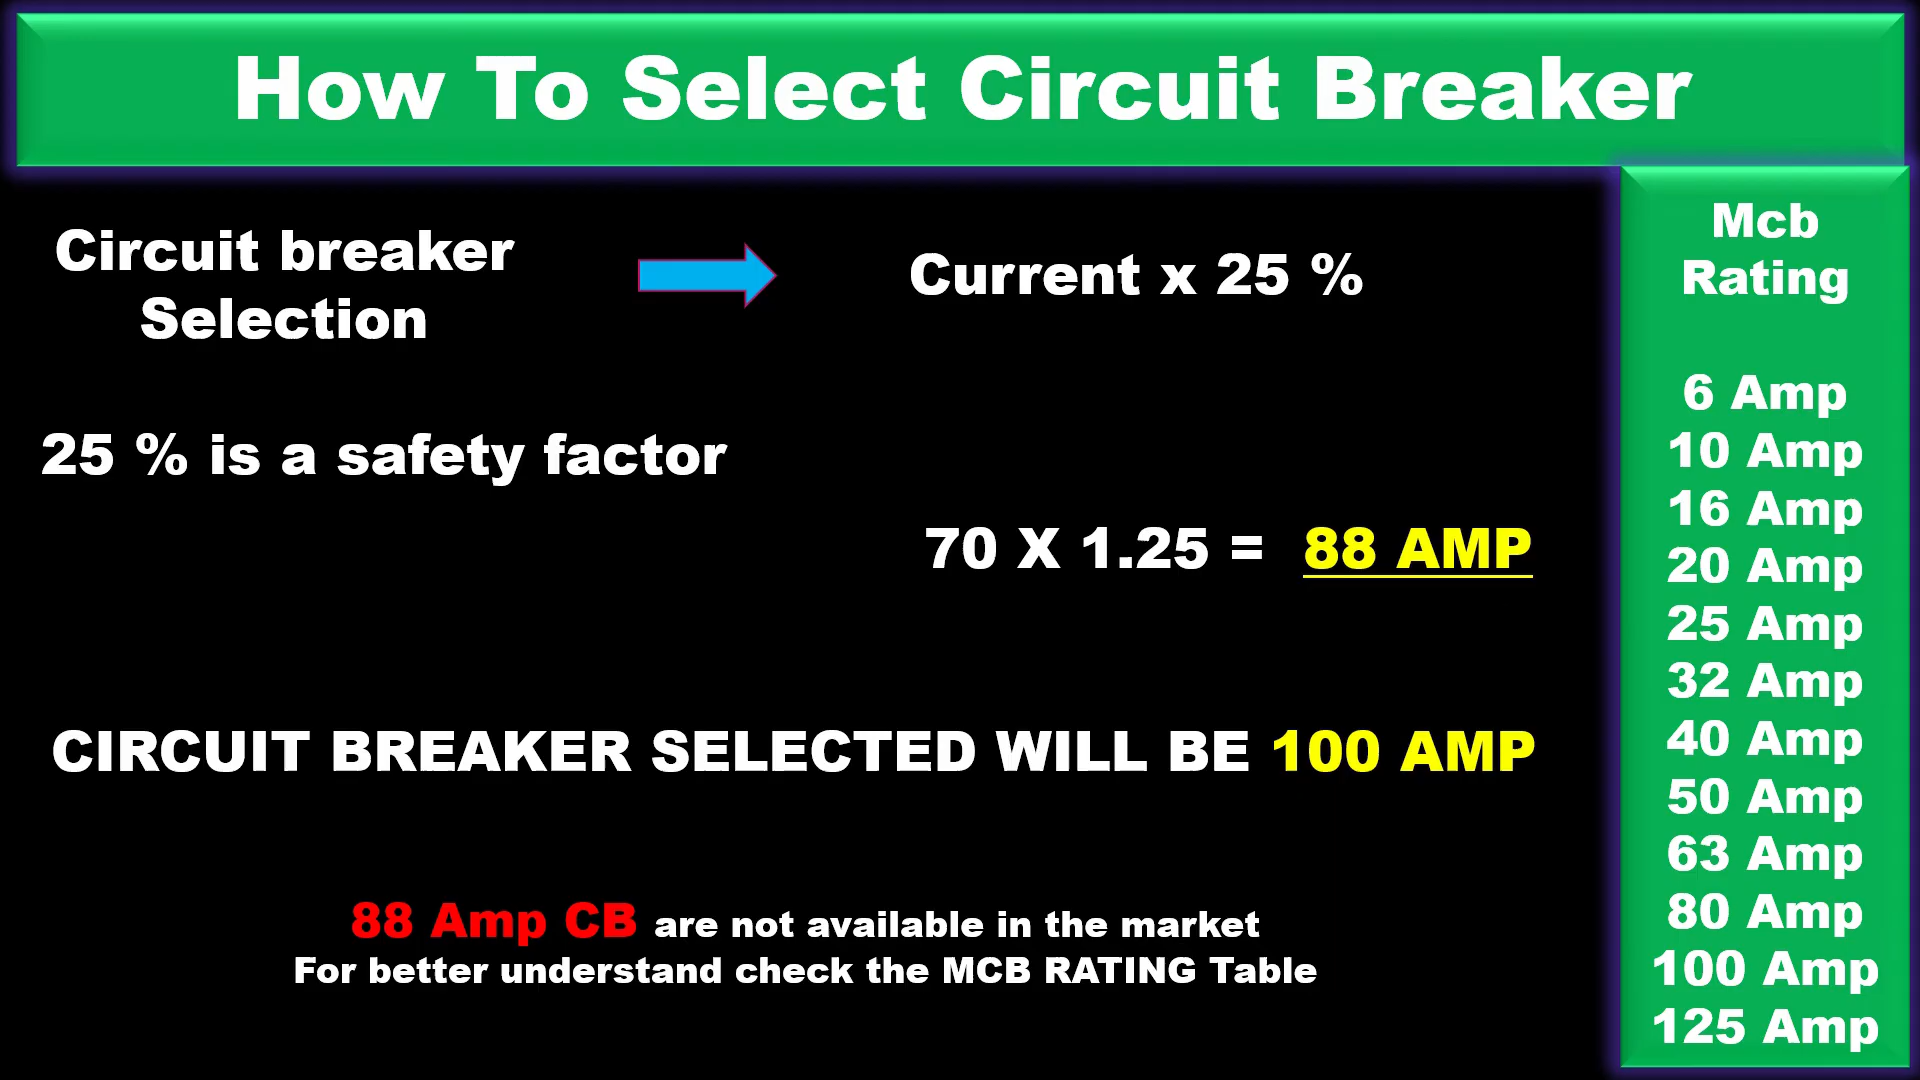 How To Select Circuit Breaker
Circuit breaker
Selection
Current x 25 %
25 % is a safety factor
70 X 1.25 = 88 AMP
CIRCUIT BREAKER SELECTED WILL BE 100 AMP
88 Amp CB are not available in the market
For better understand check the MCB RATING Table
Mcb
Rating
6 Amp
10 Amp
16 Amp
20 Amp
25 Amp
32 Amp
40 Amp
50 Amp
63 Amp
80 Amp
100 Amp
125 Amp